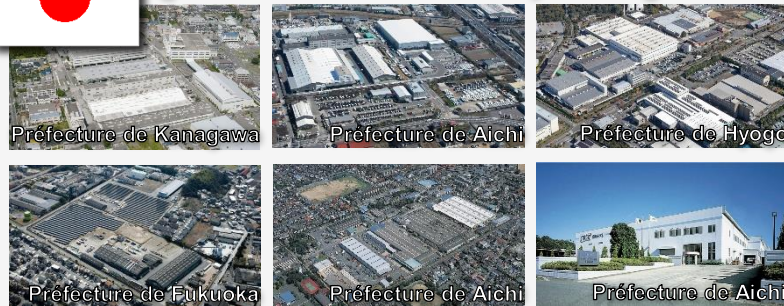 Préfecture de Kanagawa
Préfecture de Aichi
Préfecture de Hyogo
Préfecture de Fukuoka
Préfecture de Aichi
Préfecture de Aichi